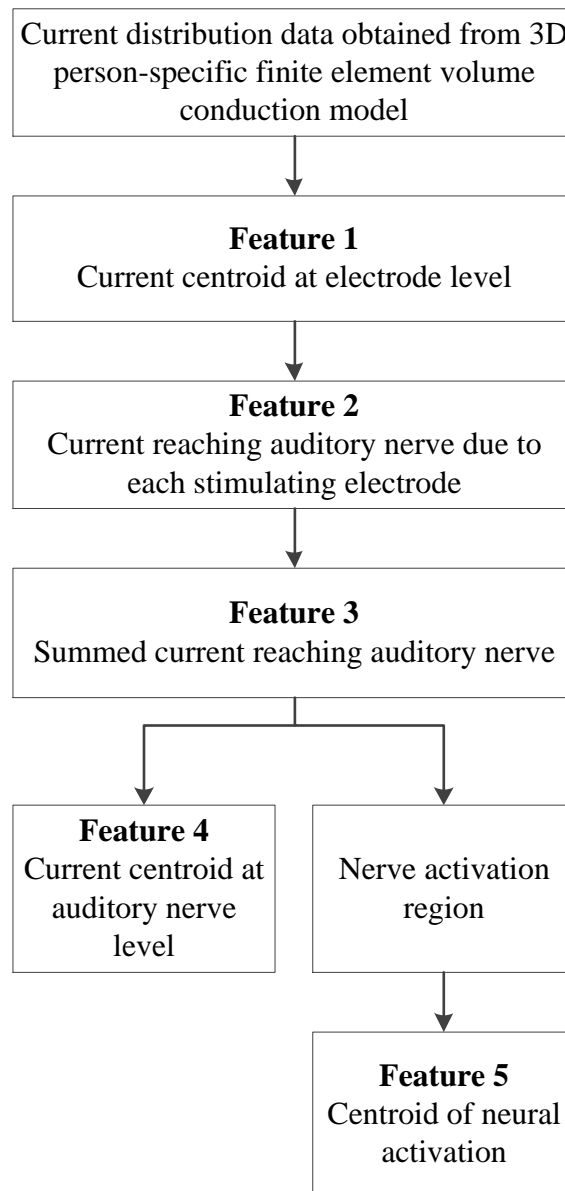 Current distribution data obtained from 3D
person-specific finite element volume
conduction model
Feature 1
Current centroid at electrode level
Feature 2
Current reaching auditory nerve due to
each stimulating electrode
Feature 3
Summed current reaching auditory nerve
Feature 4
Current centroid at
auditory nerve
level
Nerve activation
region
Feature 5
Centroid of neural
activation